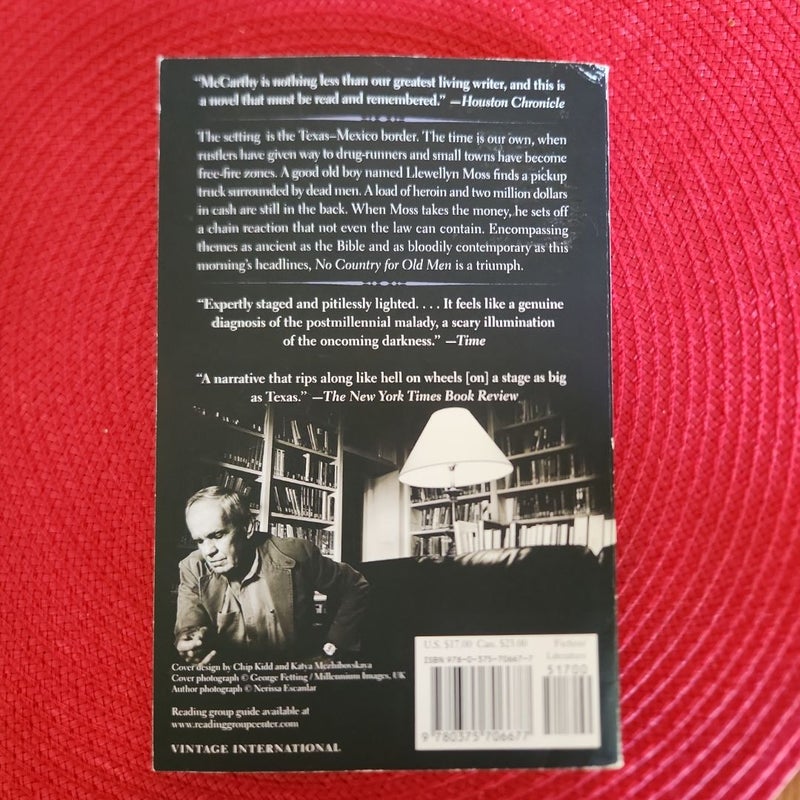 “McCarthy is nothing less than our greatest living writer, and this is
a novel that must be read and remembered.” —Houston Chronicle
The setting is the Texas–Mexico border. The time is our own, when
rustlers have given way to drug-runners and small towns have become
free-fire zones. A good old boy named Llewellyn Moss finds a pickup
truck surrounded by dead men. A load of heroin and two million dollars
in cash are still in the back. When Moss takes the money, he sets off
a chain reaction that not even the law can contain. Encompassing
themes as ancient as the Bible and as bloodily contemporary as this
morning’s headlines, No Country for Old Men is a triumph.
“Expertly staged and pitilessly lighted. . . . It feels like a genuine
diagnosis of the postmillennial malady, a scary illumination
of the oncoming darkness.” —Time
“A narrative that rips along like hell on wheels [on] a stage as big
as Texas.” —The New York Times Book Review
Cover design by Chip Kidd and Katya Mezhibovskaya
Cover photograph © George Fetting / Millennium Images, UK
Author photograph © Nerissa Escanlar
Reading group guide available at
www.readinggroupcenter.com
VINTAGE INTERNATIONAL
U.S. $17.00 Can. $23.00
Fiction/
Literature
ISBN 978-0-375-70667-7
51700
9 780375 706677